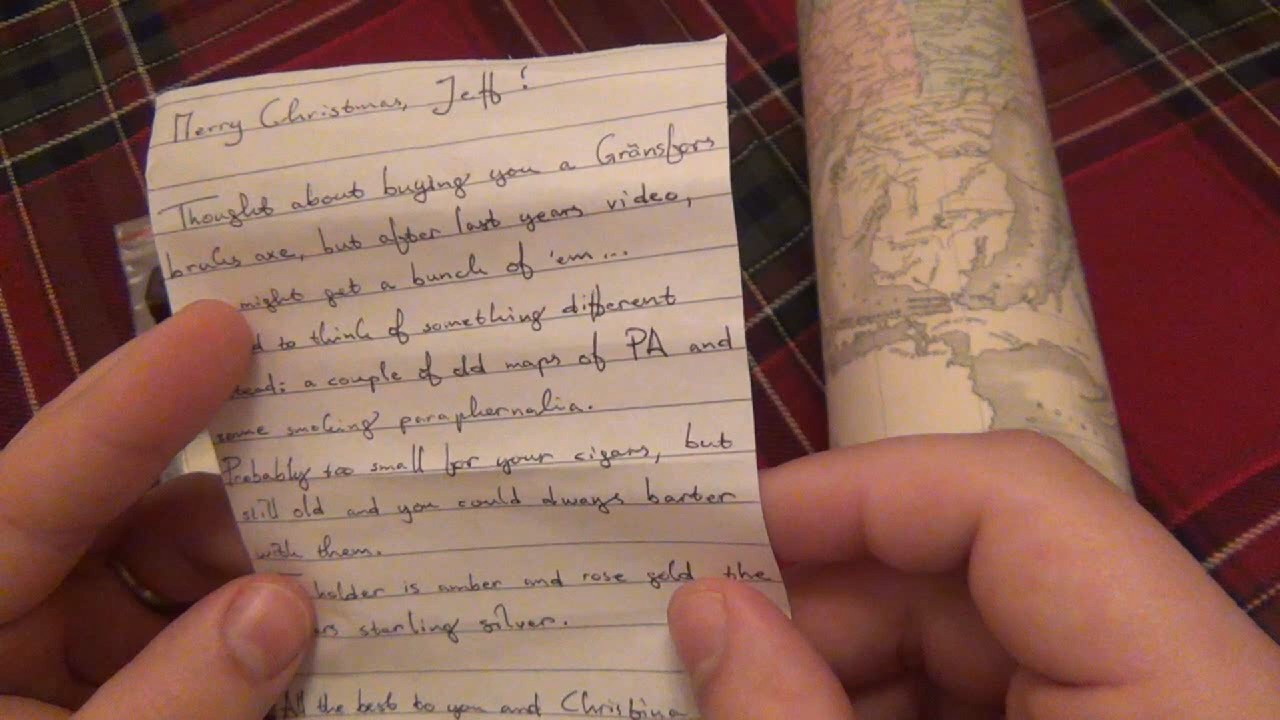 Merry Christmas, Jeff!
Thought about buying you a Gränsfors
bruks axe, but after last years video,
might get a bunch of 'em...
to think of something different
a couple of old maps of PA and
some smoking paraphernalia.
Probably too small for your cigars, but
still old and you could always barter
with them.
holder is amber and rose gold the
starling silver.
All the best to you and Christina